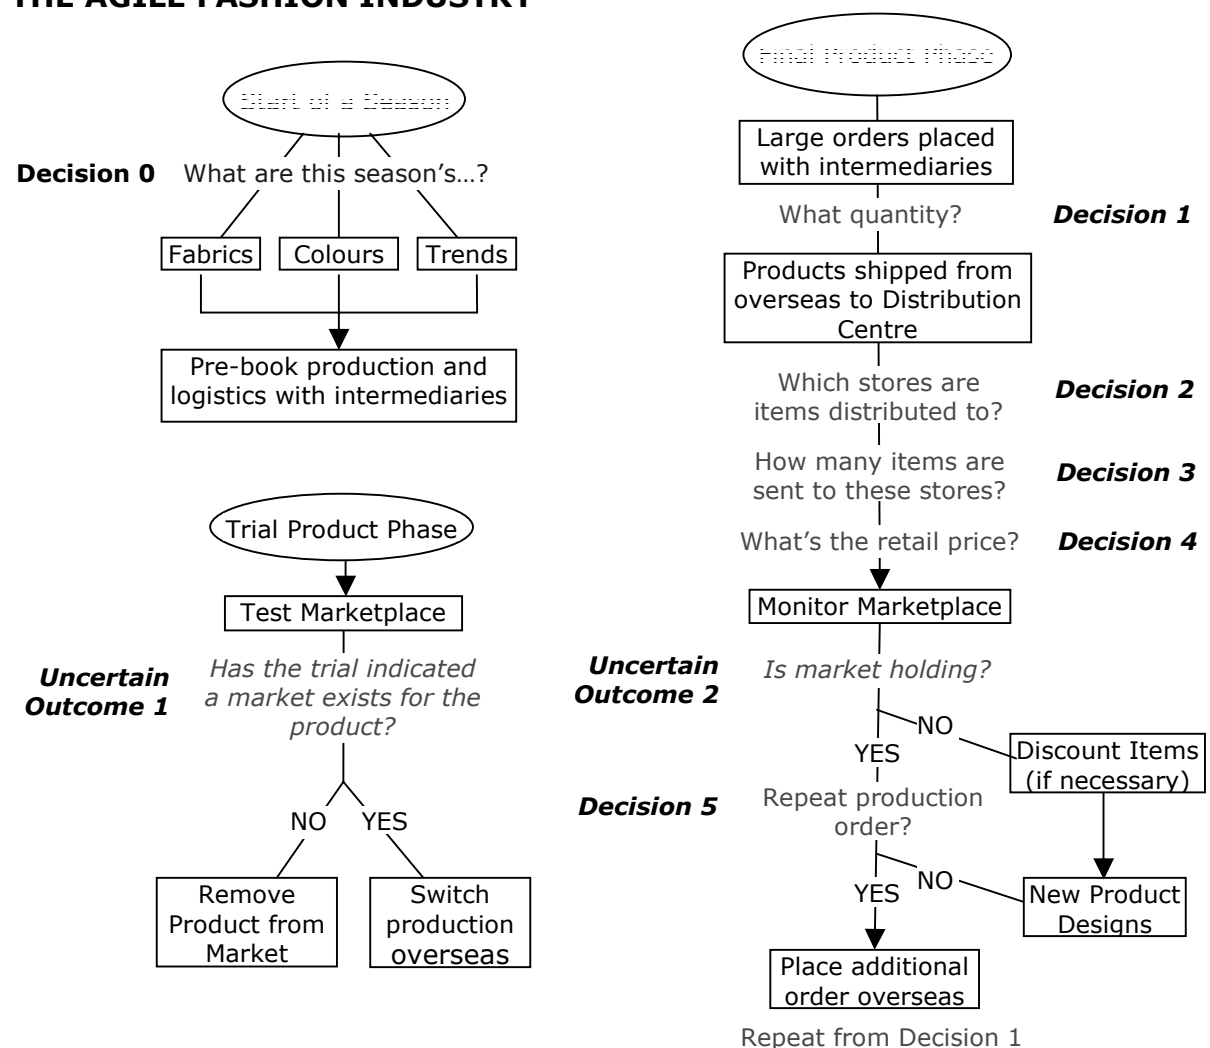 THE AGILE FASHION INDUSTRY
Start of a Season
Decision 0
What are this season's...?
Fabrics
Colours
Trends
Pre-book production and
logistics with intermediaries
Trial Product Phase
Test Marketplace
Uncertain
Outcome 1
Has the trial indicated
a market exists for the
product?
NO
YES
Remove
Product from
Market
Switch
production
overseas
Final Product Phase
Large orders placed
with intermediaries
What quantity?
Decision 1
Products shipped from
overseas to Distribution
Centre
Which stores are
items distributed to?
Decision 2
How many items are
sent to these stores?
Decision 3
What's the retail price?
Decision 4
Monitor Marketplace
Uncertain
Outcome 2
Is market holding?
NO
YES
Discount Items
(if necessary)
Decision 5
Repeat production
order?
NO
YES
New Product
Designs
Place additional
order overseas
Repeat from Decision 1